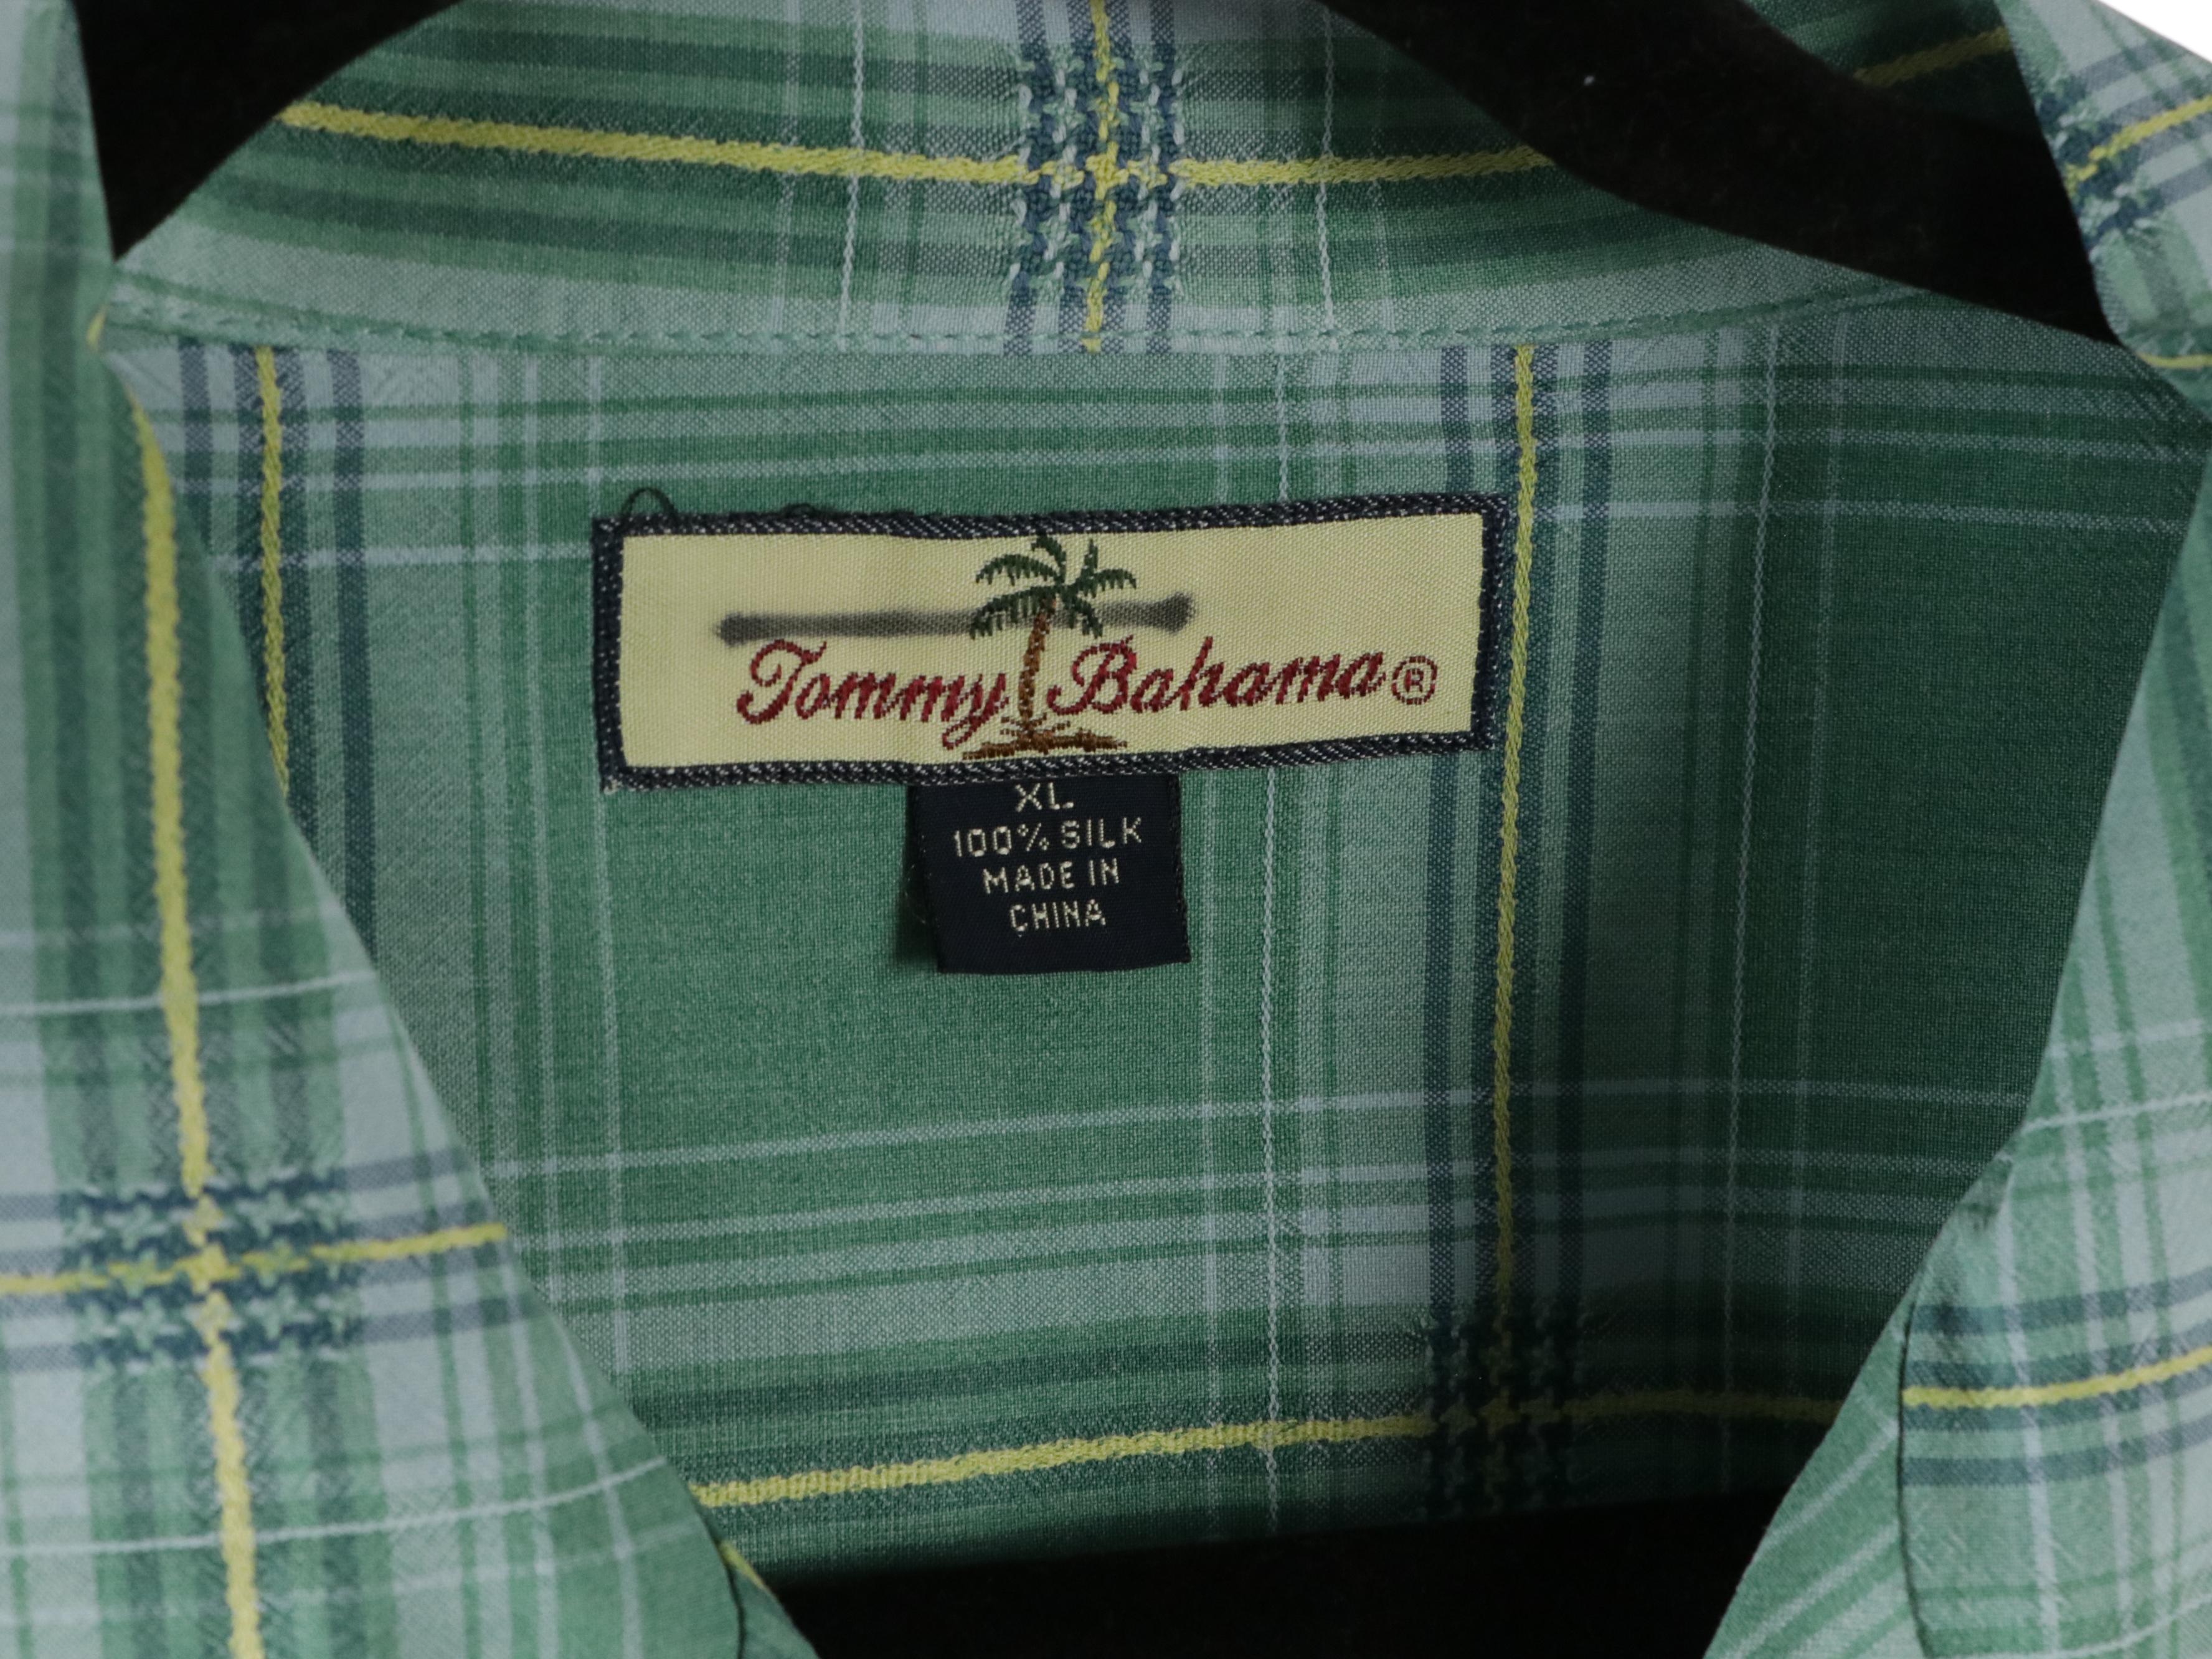 Tommy Bahama®
XL
100% SILK
MADE IN
CHINA